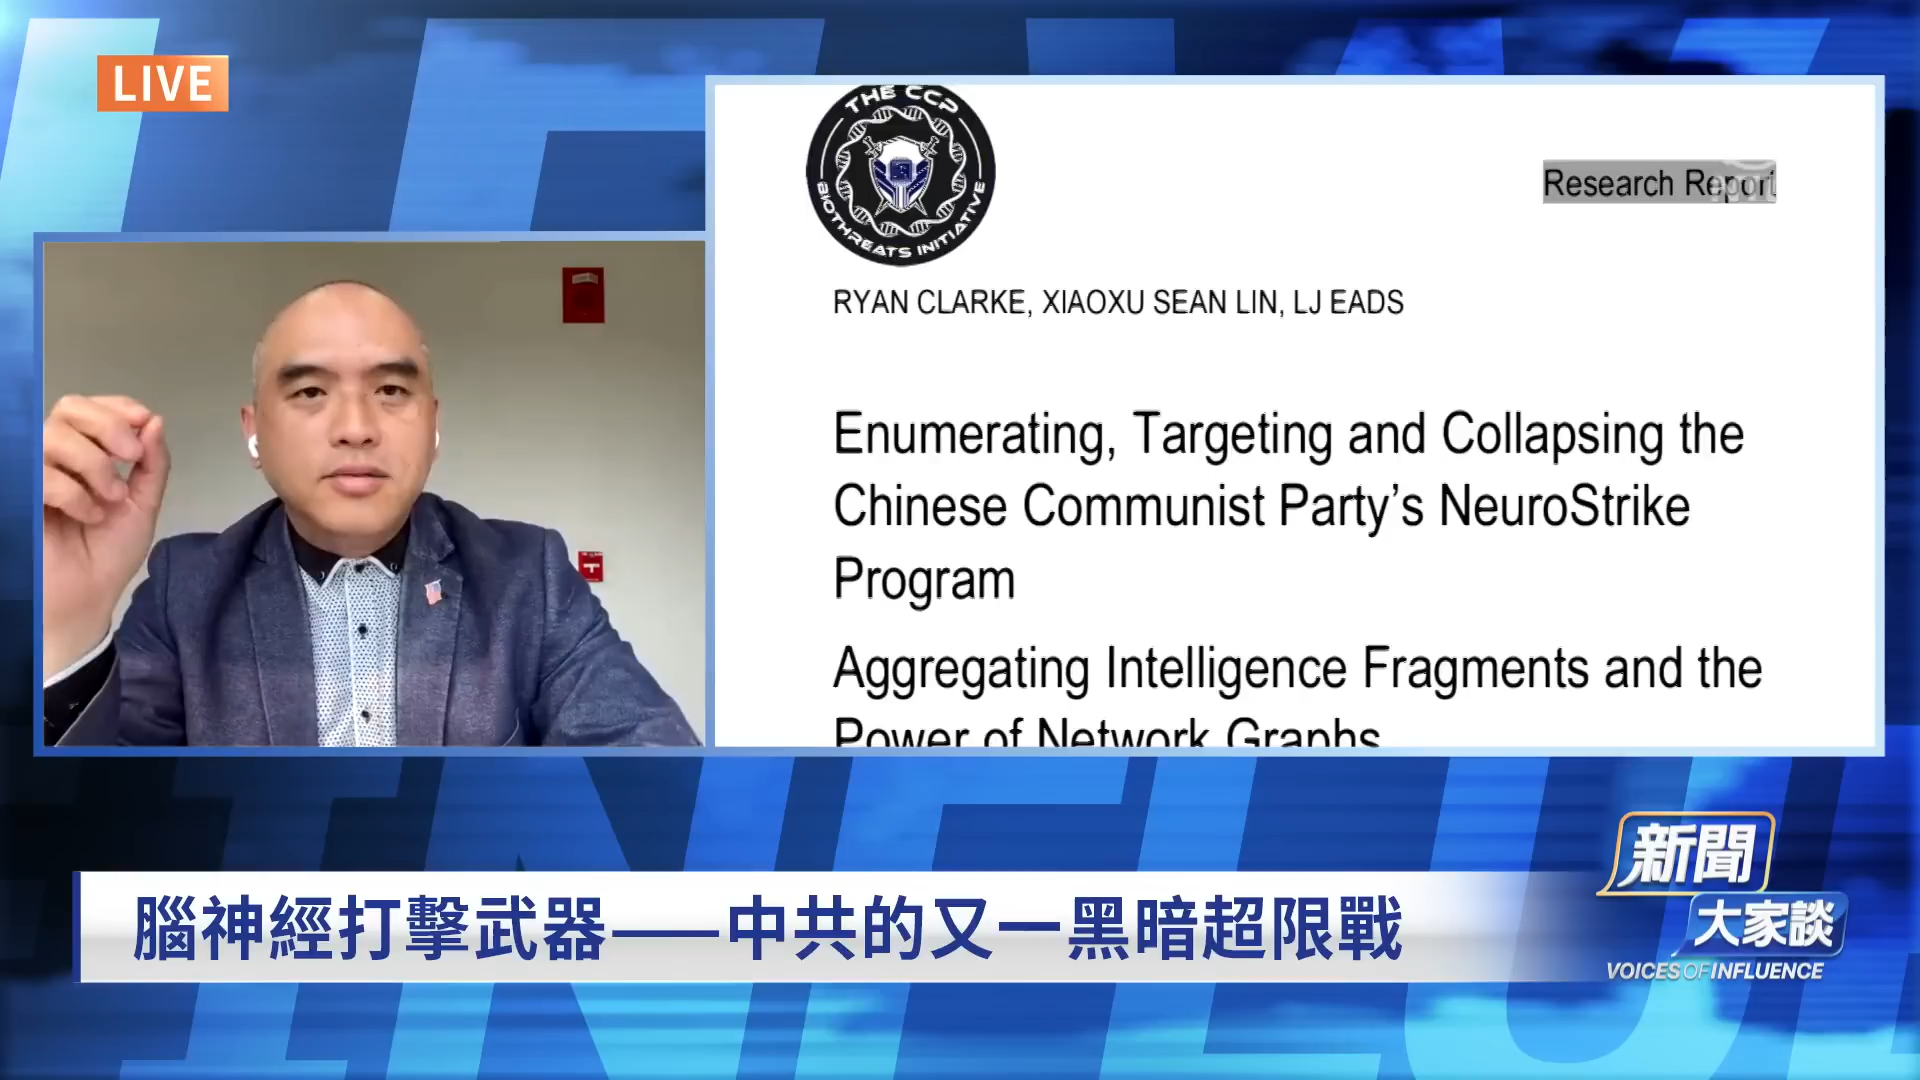 LIVE
THE CCP
BIOTHREATS INITIATIVE
Research Report
RYAN CLARKE, XIAOXU SEAN LIN, LJ EADS
Enumerating, Targeting and Collapsing the
Chinese Communist Party’s NeuroStrike
Program
Aggregating Intelligence Fragments and the
Power of Network Graphs
腦神經打擊武器——中共的又一黑暗超限戰
新聞
大家談
VOICES OF INFLUENCE